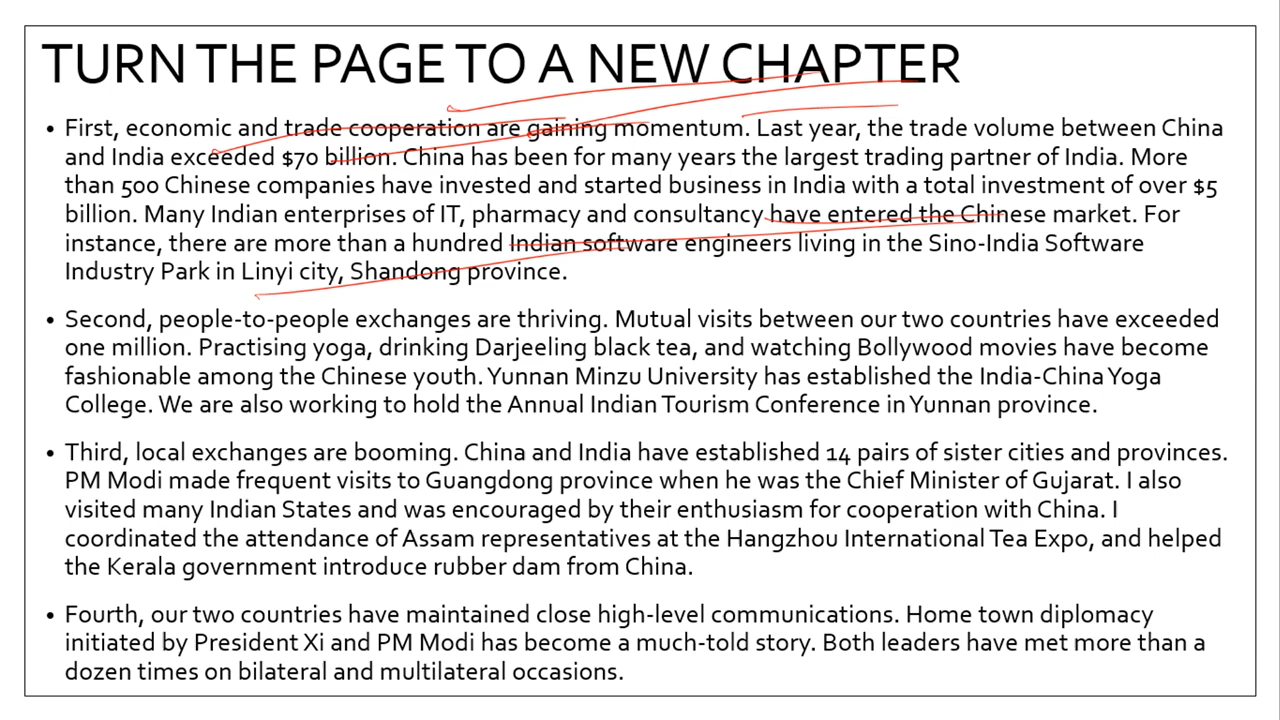 TURN THE PAGE TO A NEW CHAPTER
• First, economic and trade cooperation are gaining momentum. Last year, the trade volume between China
and India exceeded $70 billion. China has been for many years the largest trading partner of India. More
than 500 Chinese companies have invested and started business in India with a total investment of over $5
billion. Many Indian enterprises of IT, pharmacy and consultancy have entered the Chinese market. For
instance, there are more than a hundred Indian software engineers living in the Sino-India Software
Industry Park in Linyi city, Shandong province.
• Second, people-to-people exchanges are thriving. Mutual visits between our two countries have exceeded
one million. Practising yoga, drinking Darjeeling black tea, and watching Bollywood movies have become
fashionable among the Chinese youth. Yunnan Minzu University has established the India-China Yoga
College. We are also working to hold the Annual Indian Tourism Conference in Yunnan province.
• Third, local exchanges are booming. China and India have established 14 pairs of sister cities and provinces.
PM Modi made frequent visits to Guangdong province when he was the Chief Minister of Gujarat. I also
visited many Indian States and was encouraged by their enthusiasm for cooperation with China. I
coordinated the attendance of Assam representatives at the Hangzhou International Tea Expo, and helped
the Kerala government introduce rubber dam from China.
• Fourth, our two countries have maintained close high-level communications. Home town diplomacy
initiated by President Xi and PM Modi has become a much-told story. Both leaders have met more than a
dozen times on bilateral and multilateral occasions.